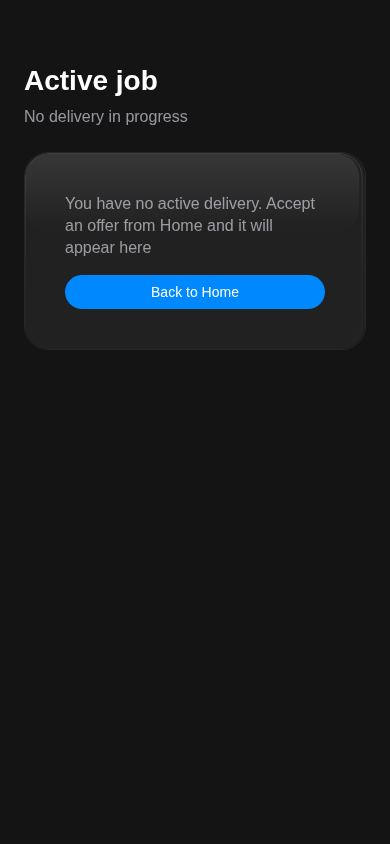 Active job
No delivery in progress
You have no active delivery. Accept
an offer from Home and it will
appear here
Back to Home